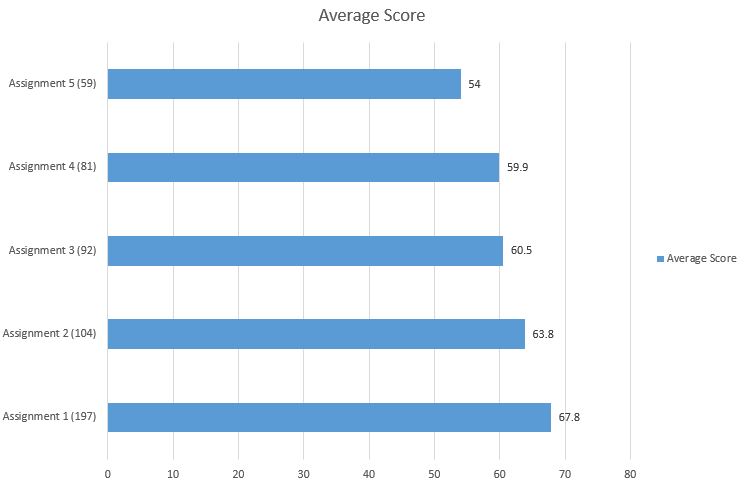 Average Score
Assignment 5 (59)
54
Assignment 4 (81)
59.9
Assignment 3 (92)
60.5
Average Score
Assignment 2 (104)
63.8
Assignment 1 (197)
67.8
0 10 20 30 40 50 60 70 80